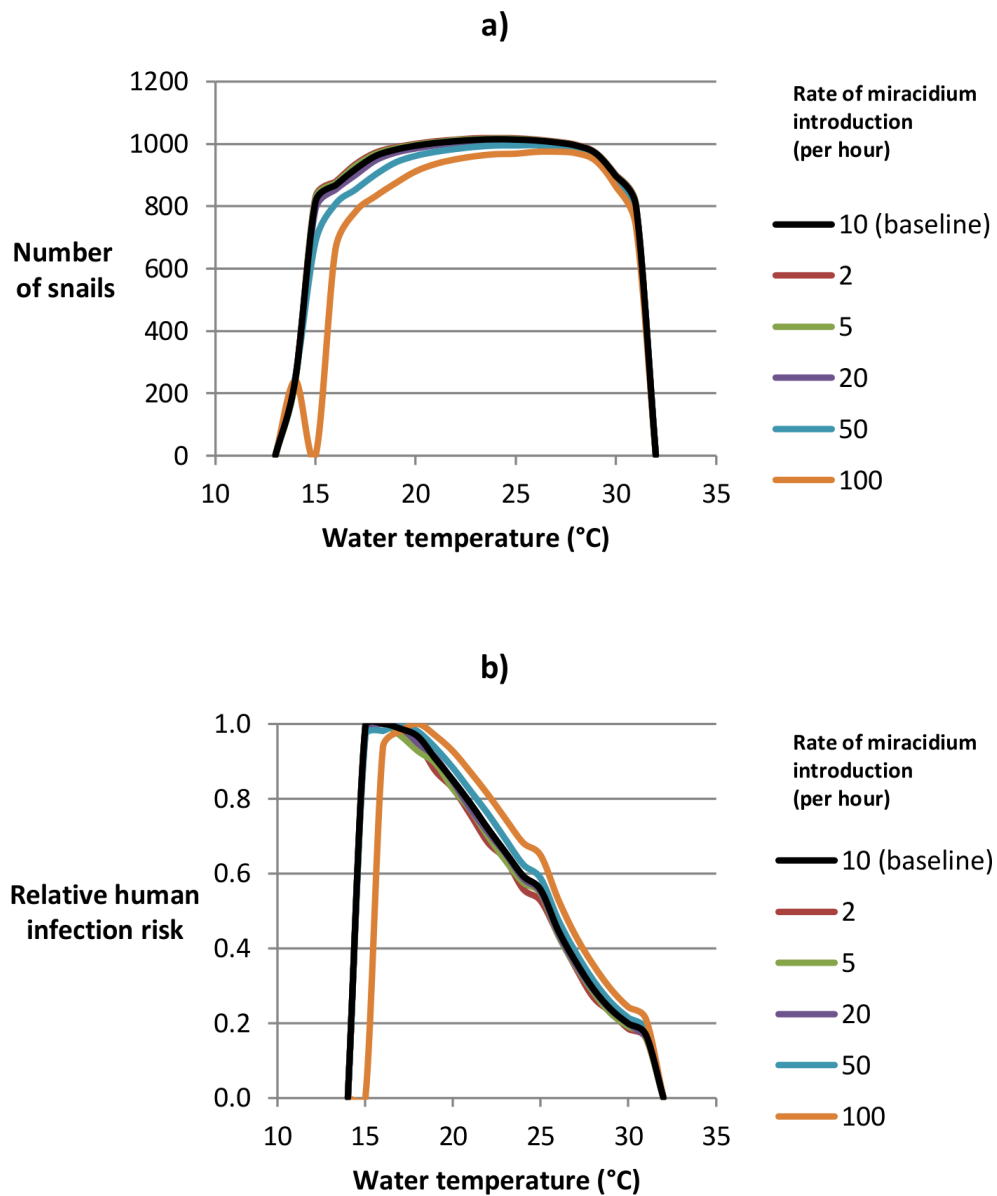 a)
1200
1000
800
600
400
200
0
Number
of snails
10 15 20 25 30 35
Water temperature (°C)
Rate of miracidium
introduction
(per hour)
10 (baseline)
2
5
20
50
100
b)
1.0
0.8
0.6
0.4
0.2
0.0
Relative human
infection risk
10 15 20 25 30 35
Water temperature (°C)
Rate of miracidium
introduction
(per hour)
10 (baseline)
2
5
20
50
100